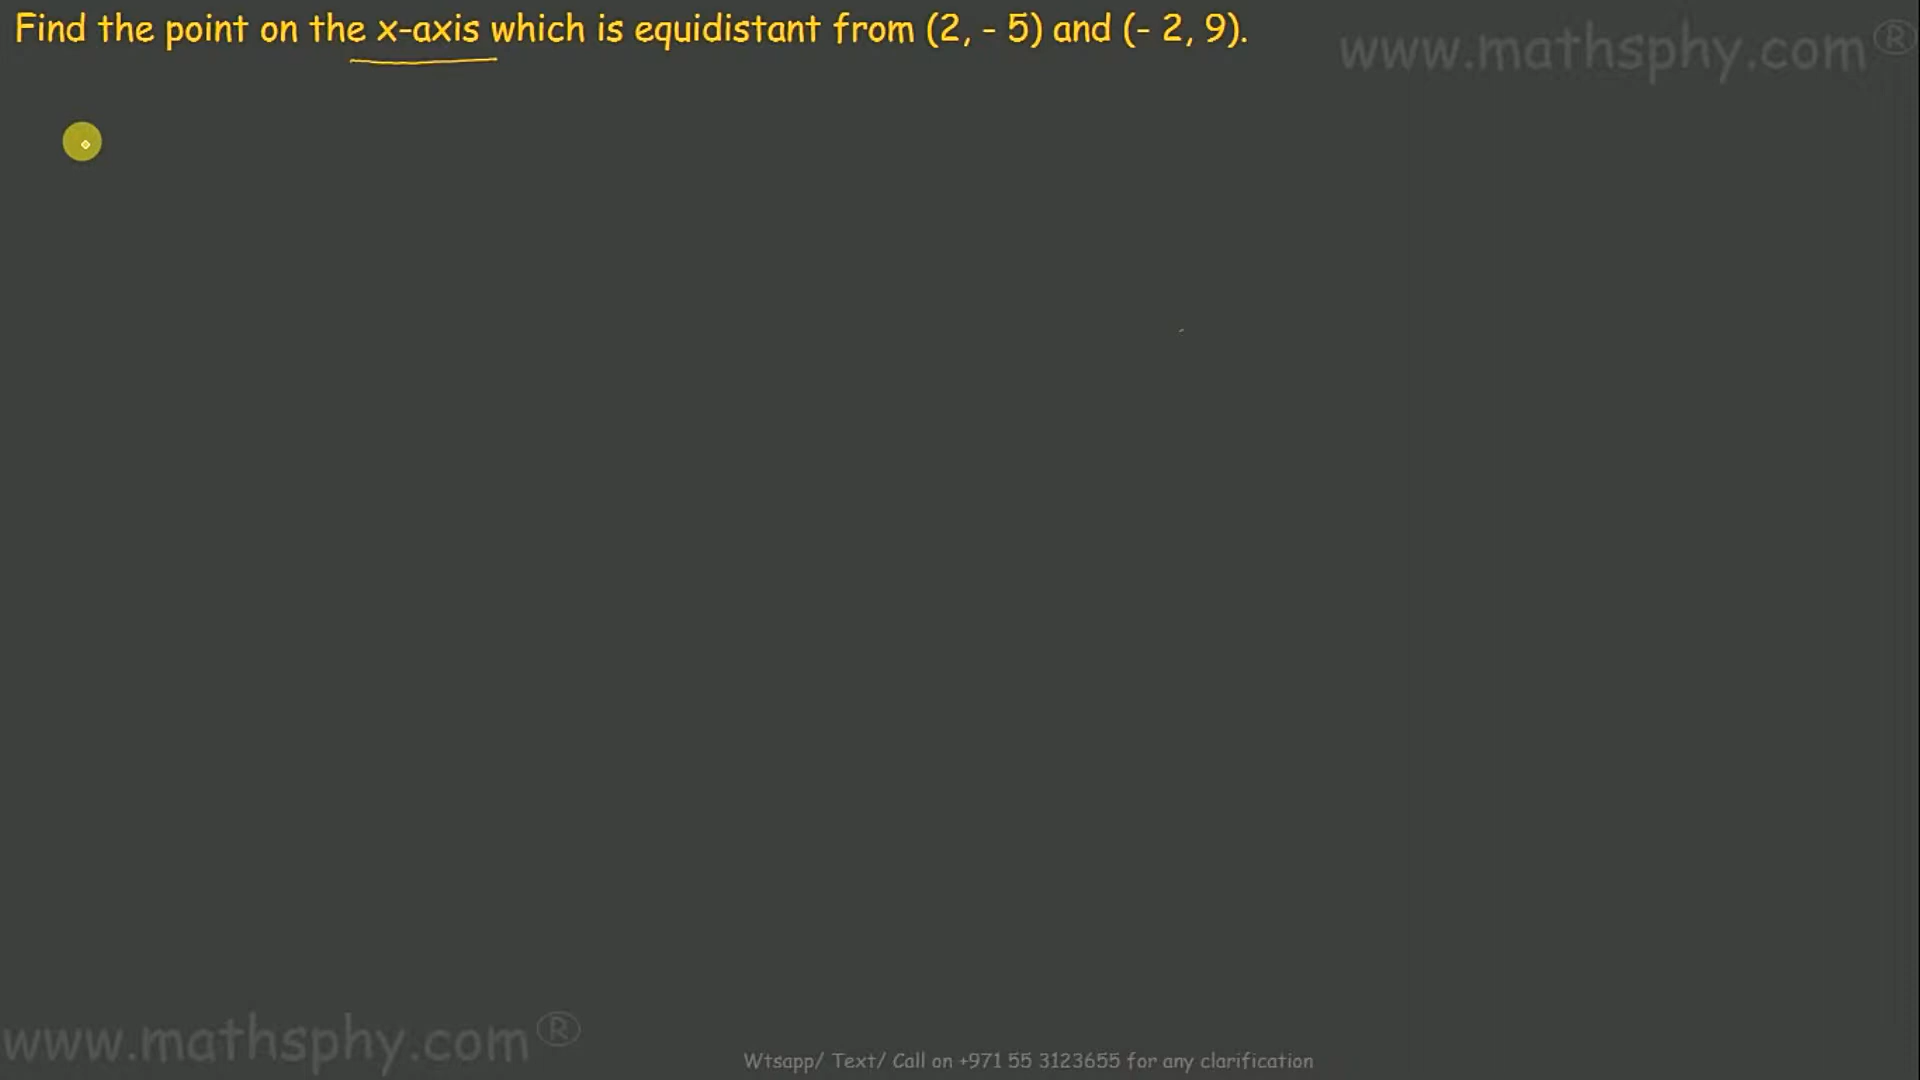 Find the point on the x-axis which is equidistant from (2, - 5) and (- 2, 9).
www.mathsphy.com®
www.mathsphy.com®
Wtsapp/ Text/ Call on +971 55 3123655 for any clarification